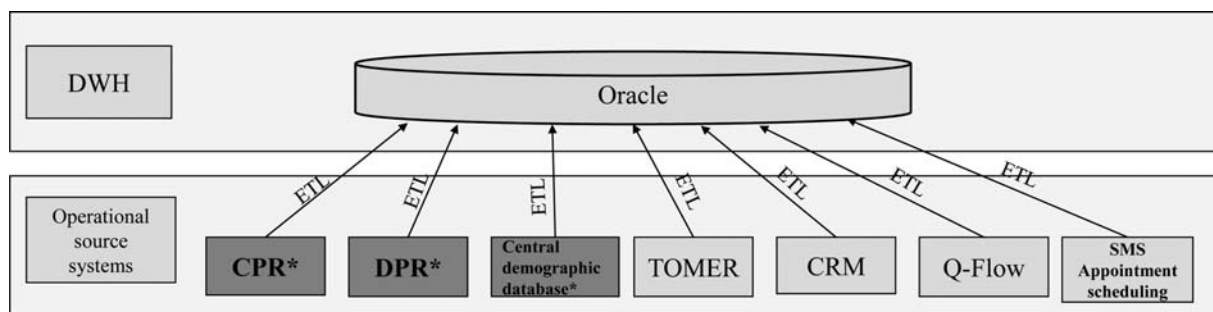 DWH
Oracle
ETL
ETL
ETL
ETL
ETL
ETL
ETL
Operational
source
systems
CPR*
DPR*
Central
demographic
database*
TOMER
CRM
Q-Flow
SMS
Appointment
scheduling